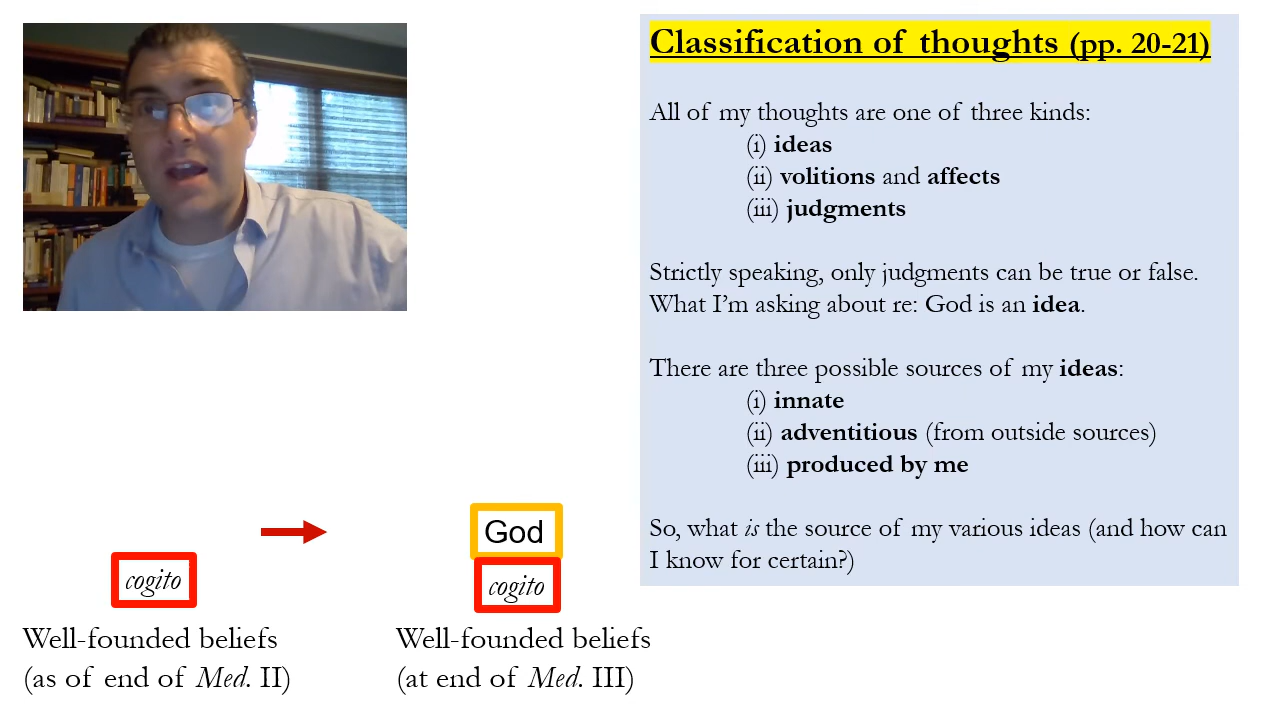 Classification of thoughts (pp. 20-21)
All of my thoughts are one of three kinds:
(i) ideas
(ii) volitions and affects
(iii) judgments
Strictly speaking, only judgments can be true or false.
What I'm asking about re: God is an idea.
There are three possible sources of my ideas:
(i) innate
(ii) adventitious (from outside sources)
(iii) produced by me
So, what is the source of my various ideas (and how can
I know for certain?)
cogito
Well-founded beliefs
(as of end of Med. II)
God
cogito
Well-founded beliefs
(at end of Med. III)